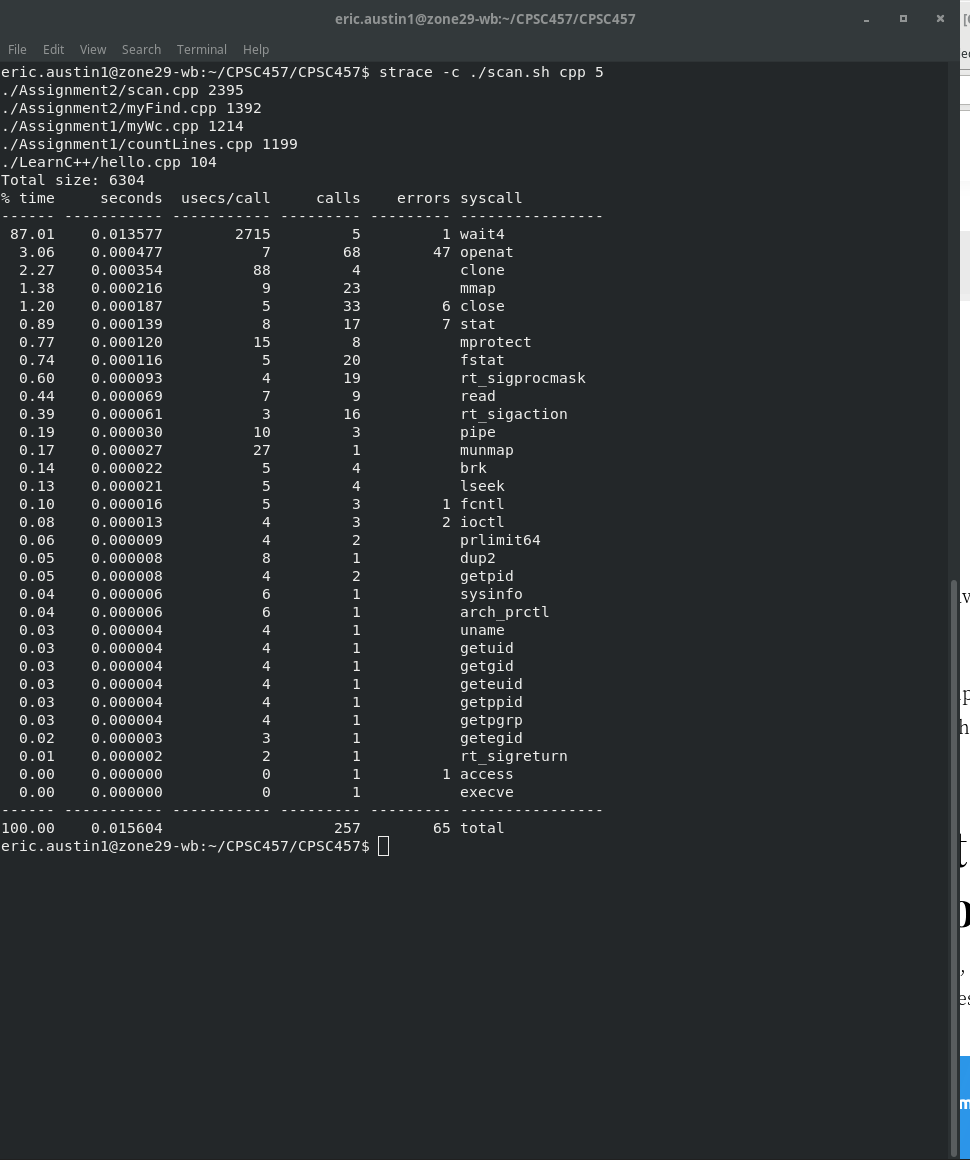 eric.austin1@zone29-wb:~/CPSC457/CPSC457
File Edit View Search Terminal Help
eric.austin1@zone29-wb:~/CPSC457/CPSC457$ strace -c ./scan.sh cpp 5
./Assignment2/scan.cpp 2395
./Assignment2/myFind.cpp 1392
./Assignment1/myWc.cpp 1214
./Assignment1/countLines.cpp 1199
./LearnC++/hello.cpp 104
Total size: 6304
% time     seconds  usecs/call     calls    errors syscall
------ ----------- ----------- --------- --------- ----------------
 87.01    0.013577        2715         5         1 wait4
  3.06    0.000477           7        68        47 openat
  2.27    0.000354          88         4           clone
  1.38    0.000216           9        23           mmap
  1.20    0.000187           5        33         6 close
  0.89    0.000139           8        17         7 stat
  0.77    0.000120          15         8           mprotect
  0.74    0.000116           5        20           fstat
  0.60    0.000093           4        19           rt_sigprocmask
  0.44    0.000069           7         9           read
  0.39    0.000061           3        16           rt_sigaction
  0.19    0.000030          10         3           pipe
  0.17    0.000027          27         1           munmap
  0.14    0.000022           5         4           brk
  0.13    0.000021           5         4           lseek
  0.10    0.000016           5         3         1 fcntl
  0.08    0.000013           4         3         2 ioctl
  0.06    0.000009           4         2           prlimit64
  0.05    0.000008           8         1           dup2
  0.05    0.000008           4         2           getpid
  0.04    0.000006           6         1           sysinfo
  0.04    0.000006           6         1           arch_prctl
  0.03    0.000004           4         1           uname
  0.03    0.000004           4         1           getuid
  0.03    0.000004           4         1           getgid
  0.03    0.000004           4         1           geteuid
  0.03    0.000004           4         1           getppid
  0.03    0.000004           4         1           getpgrp
  0.02    0.000003           3         1           getegid
  0.01    0.000002           2         1           rt_sigreturn
  0.00    0.000000           0         1         1 access
  0.00    0.000000           0         1           execve
------ ----------- ----------- --------- --------- ----------------
100.00    0.015604                   257        65 total
eric.austin1@zone29-wb:~/CPSC457/CPSC457$